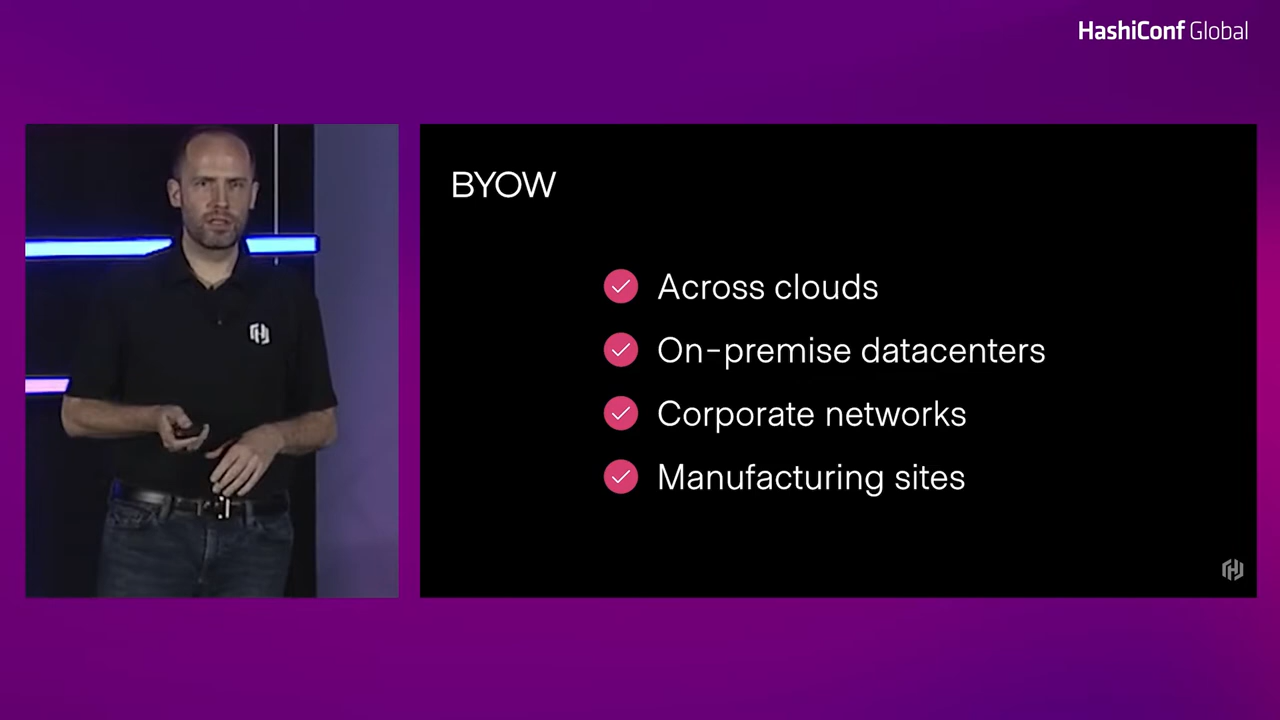 HashiConf Global
BYOW
Across clouds
On-premise datacenters
Corporate networks
Manufacturing sites